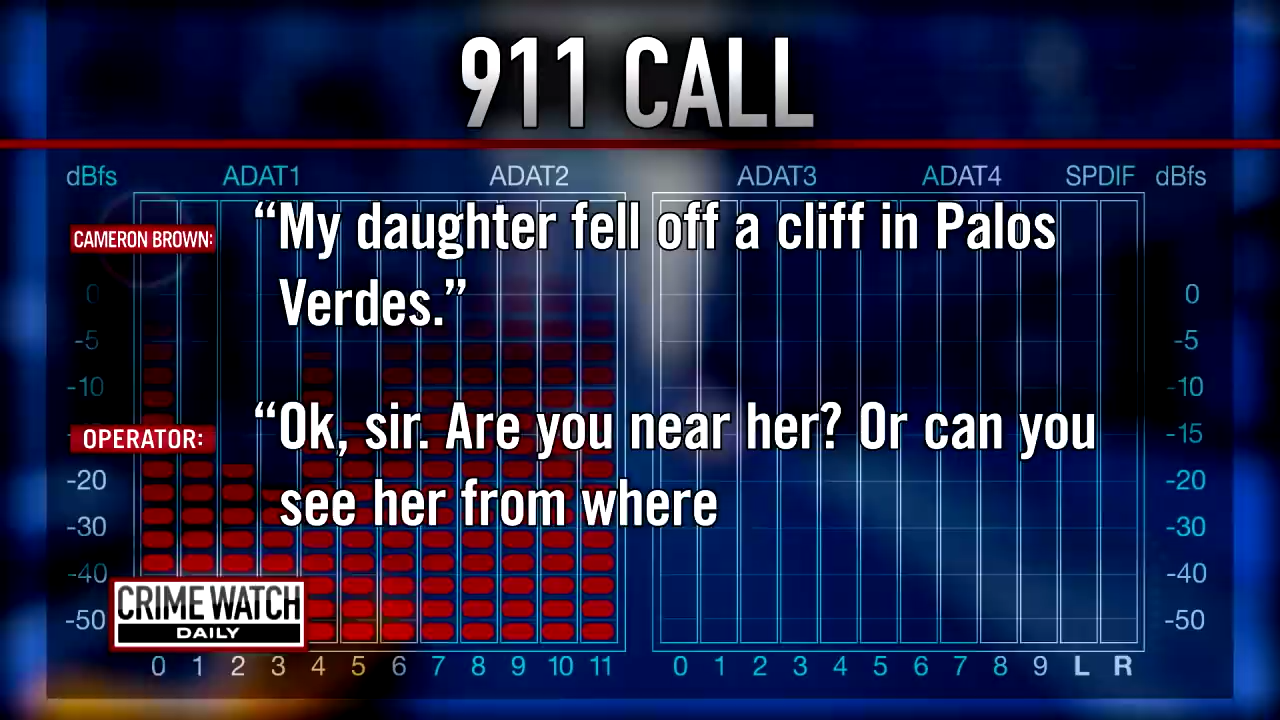 911 CALL
dBfs ADAT1 ADAT2 ADAT3 ADAT4 SPDIF dBfs
CAMERON BROWN: “My daughter fell off a cliff in Palos
Verdes.”
0 0
-5 -5
-10 -10
OPERATOR: “Ok, sir. Are you near her? Or can you
-15
see her from where
-20 -20
-30 -30
-40 -40
-50 -50
CRIME WATCH
DAILY
0 1 2 3 4 5 6 7 8 9 10 11 0 1 2 3 4 5 6 7 8 9 L R